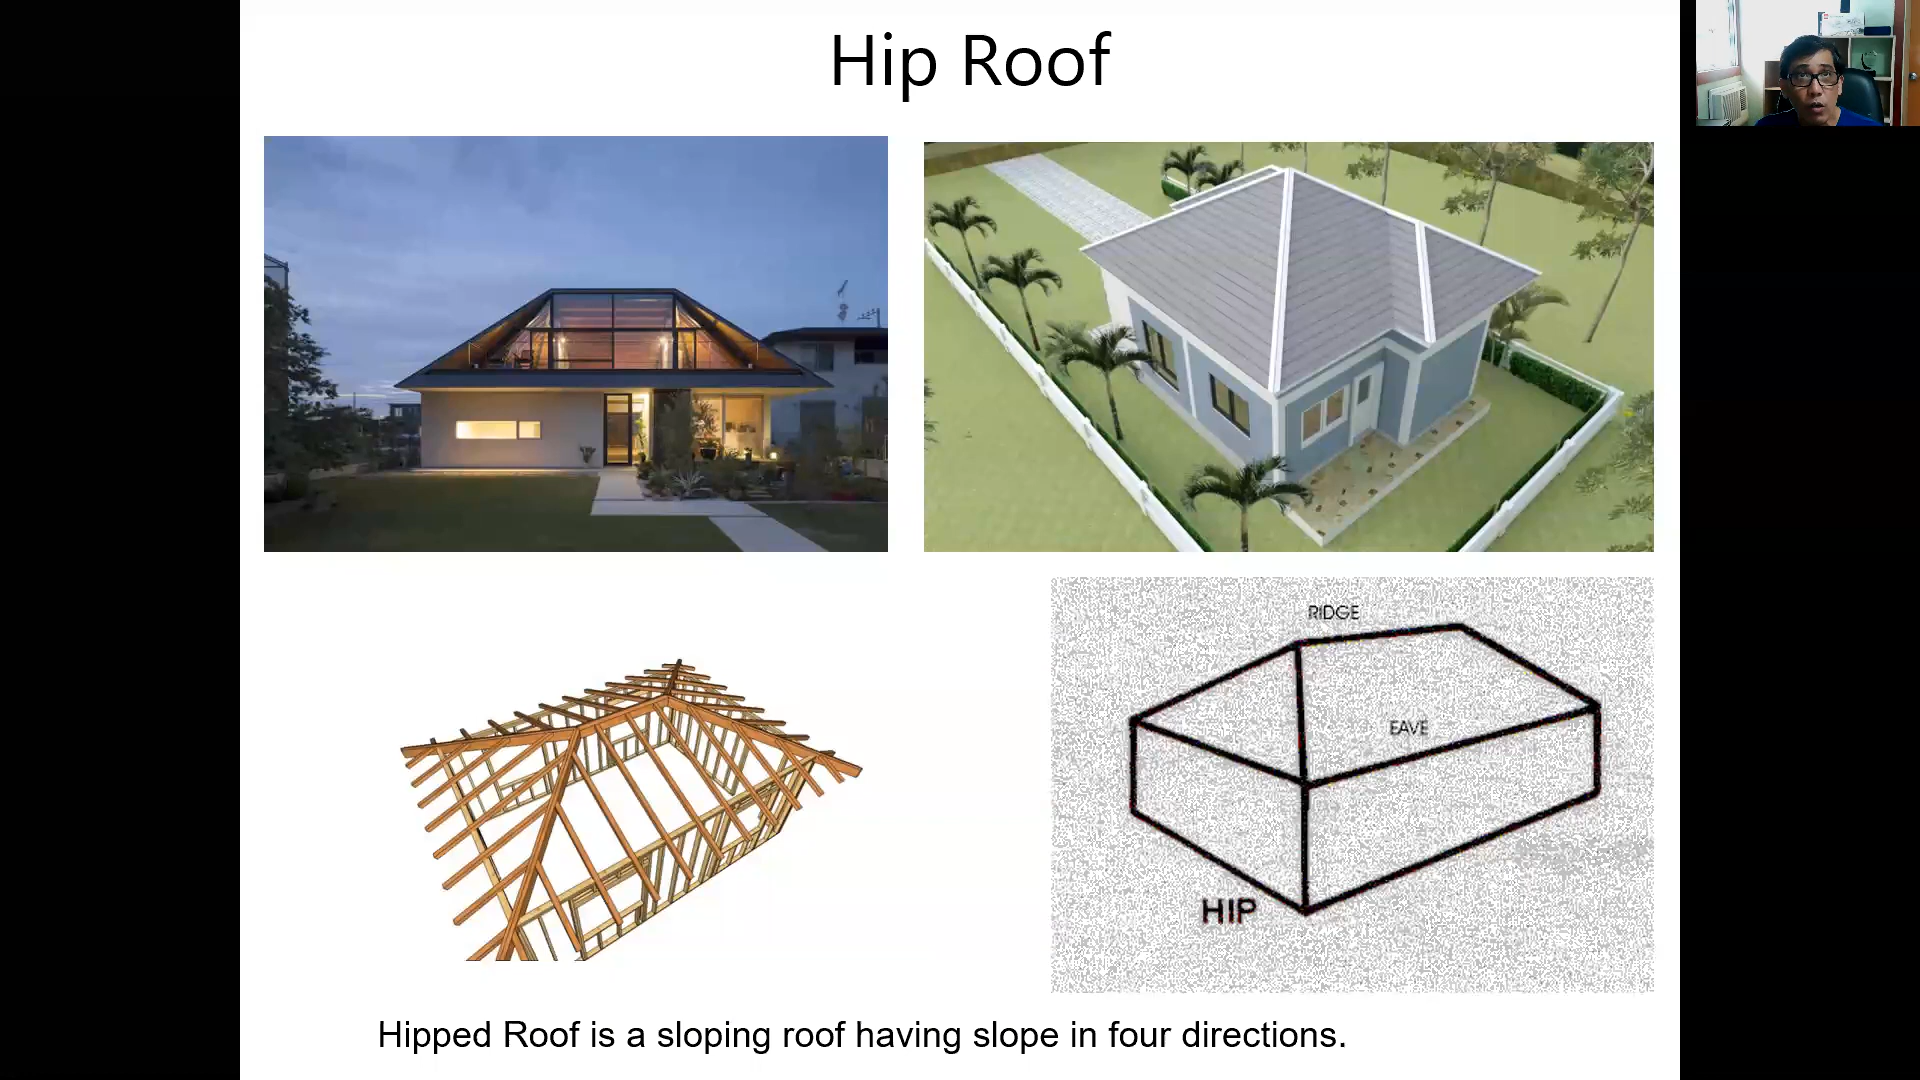 Hip Roof
RIDGE
EAVE
HIP
Hipped Roof is a sloping roof having slope in four directions.